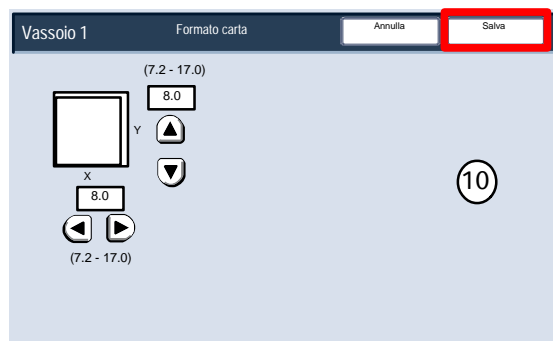 Vassoio 1
Formato carta
Annulla
Salva
(7.2 - 17.0)
8.0
Y
X
8.0
(7.2 - 17.0)
10